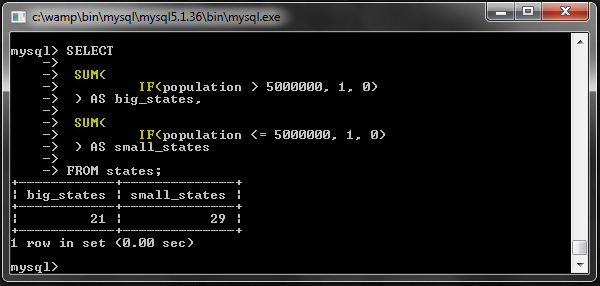 c:\wamp\bin\mysql\mysql5.1.36\bin\mysql.exe
mysql> SELECT
    ->
    ->  SUM(
    ->          IF(population > 5000000, 1, 0)
    ->  ) AS big_states,
    ->
    ->  SUM(
    ->          IF(population <= 5000000, 1, 0)
    ->  ) AS small_states
    ->
    -> FROM states;
+------------+--------------+
¦ big_states ¦ small_states ¦
+------------+--------------+
¦         21 ¦           29 ¦
+------------+--------------+
1 row in set (0.00 sec)
mysql>